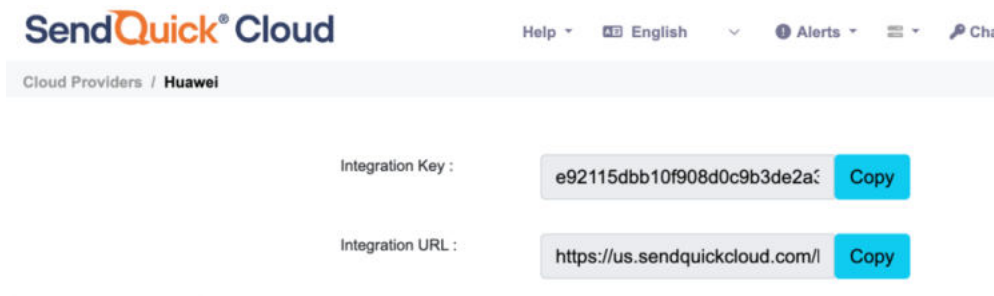 SendQuick® Cloud
Help English Alerts
Cloud Providers / Huawei
Integration Key : e92115dbb10f908d0c9b3de2a Copy
Integration URL : https://us.sendquickcloud.com/ Copy